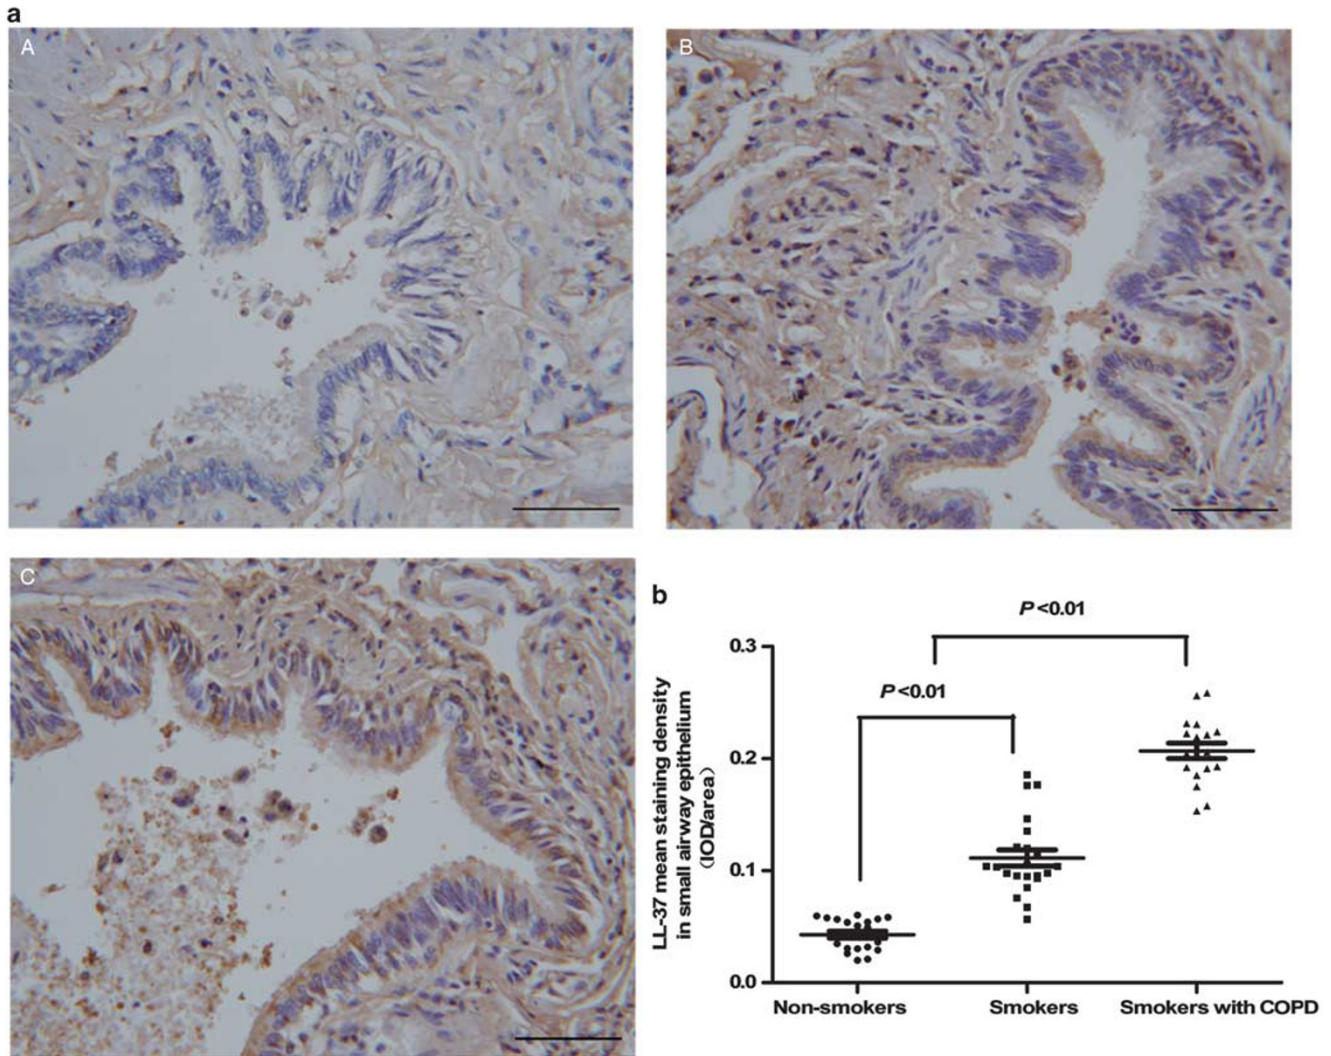 a
A
B
C
b
P <0.01
P <0.01
LL-37 mean staining density
in small airway epithelium
(IOD/area)
0.3
0.2
0.1
0.0
Non-smokers
Smokers
Smokers with COPD